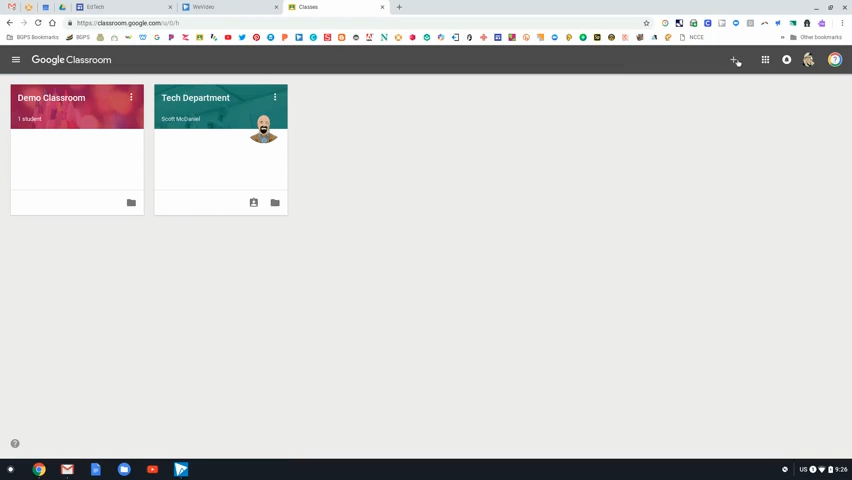 EdTech
WeVideo
Classes
https://classroom.google.com/u/0/h
BGPS Bookmarks
BGPS
NCCE
Other bookmarks
Google Classroom
Demo Classroom
1 student
Tech Department
Scott McDaniel
US
9:26